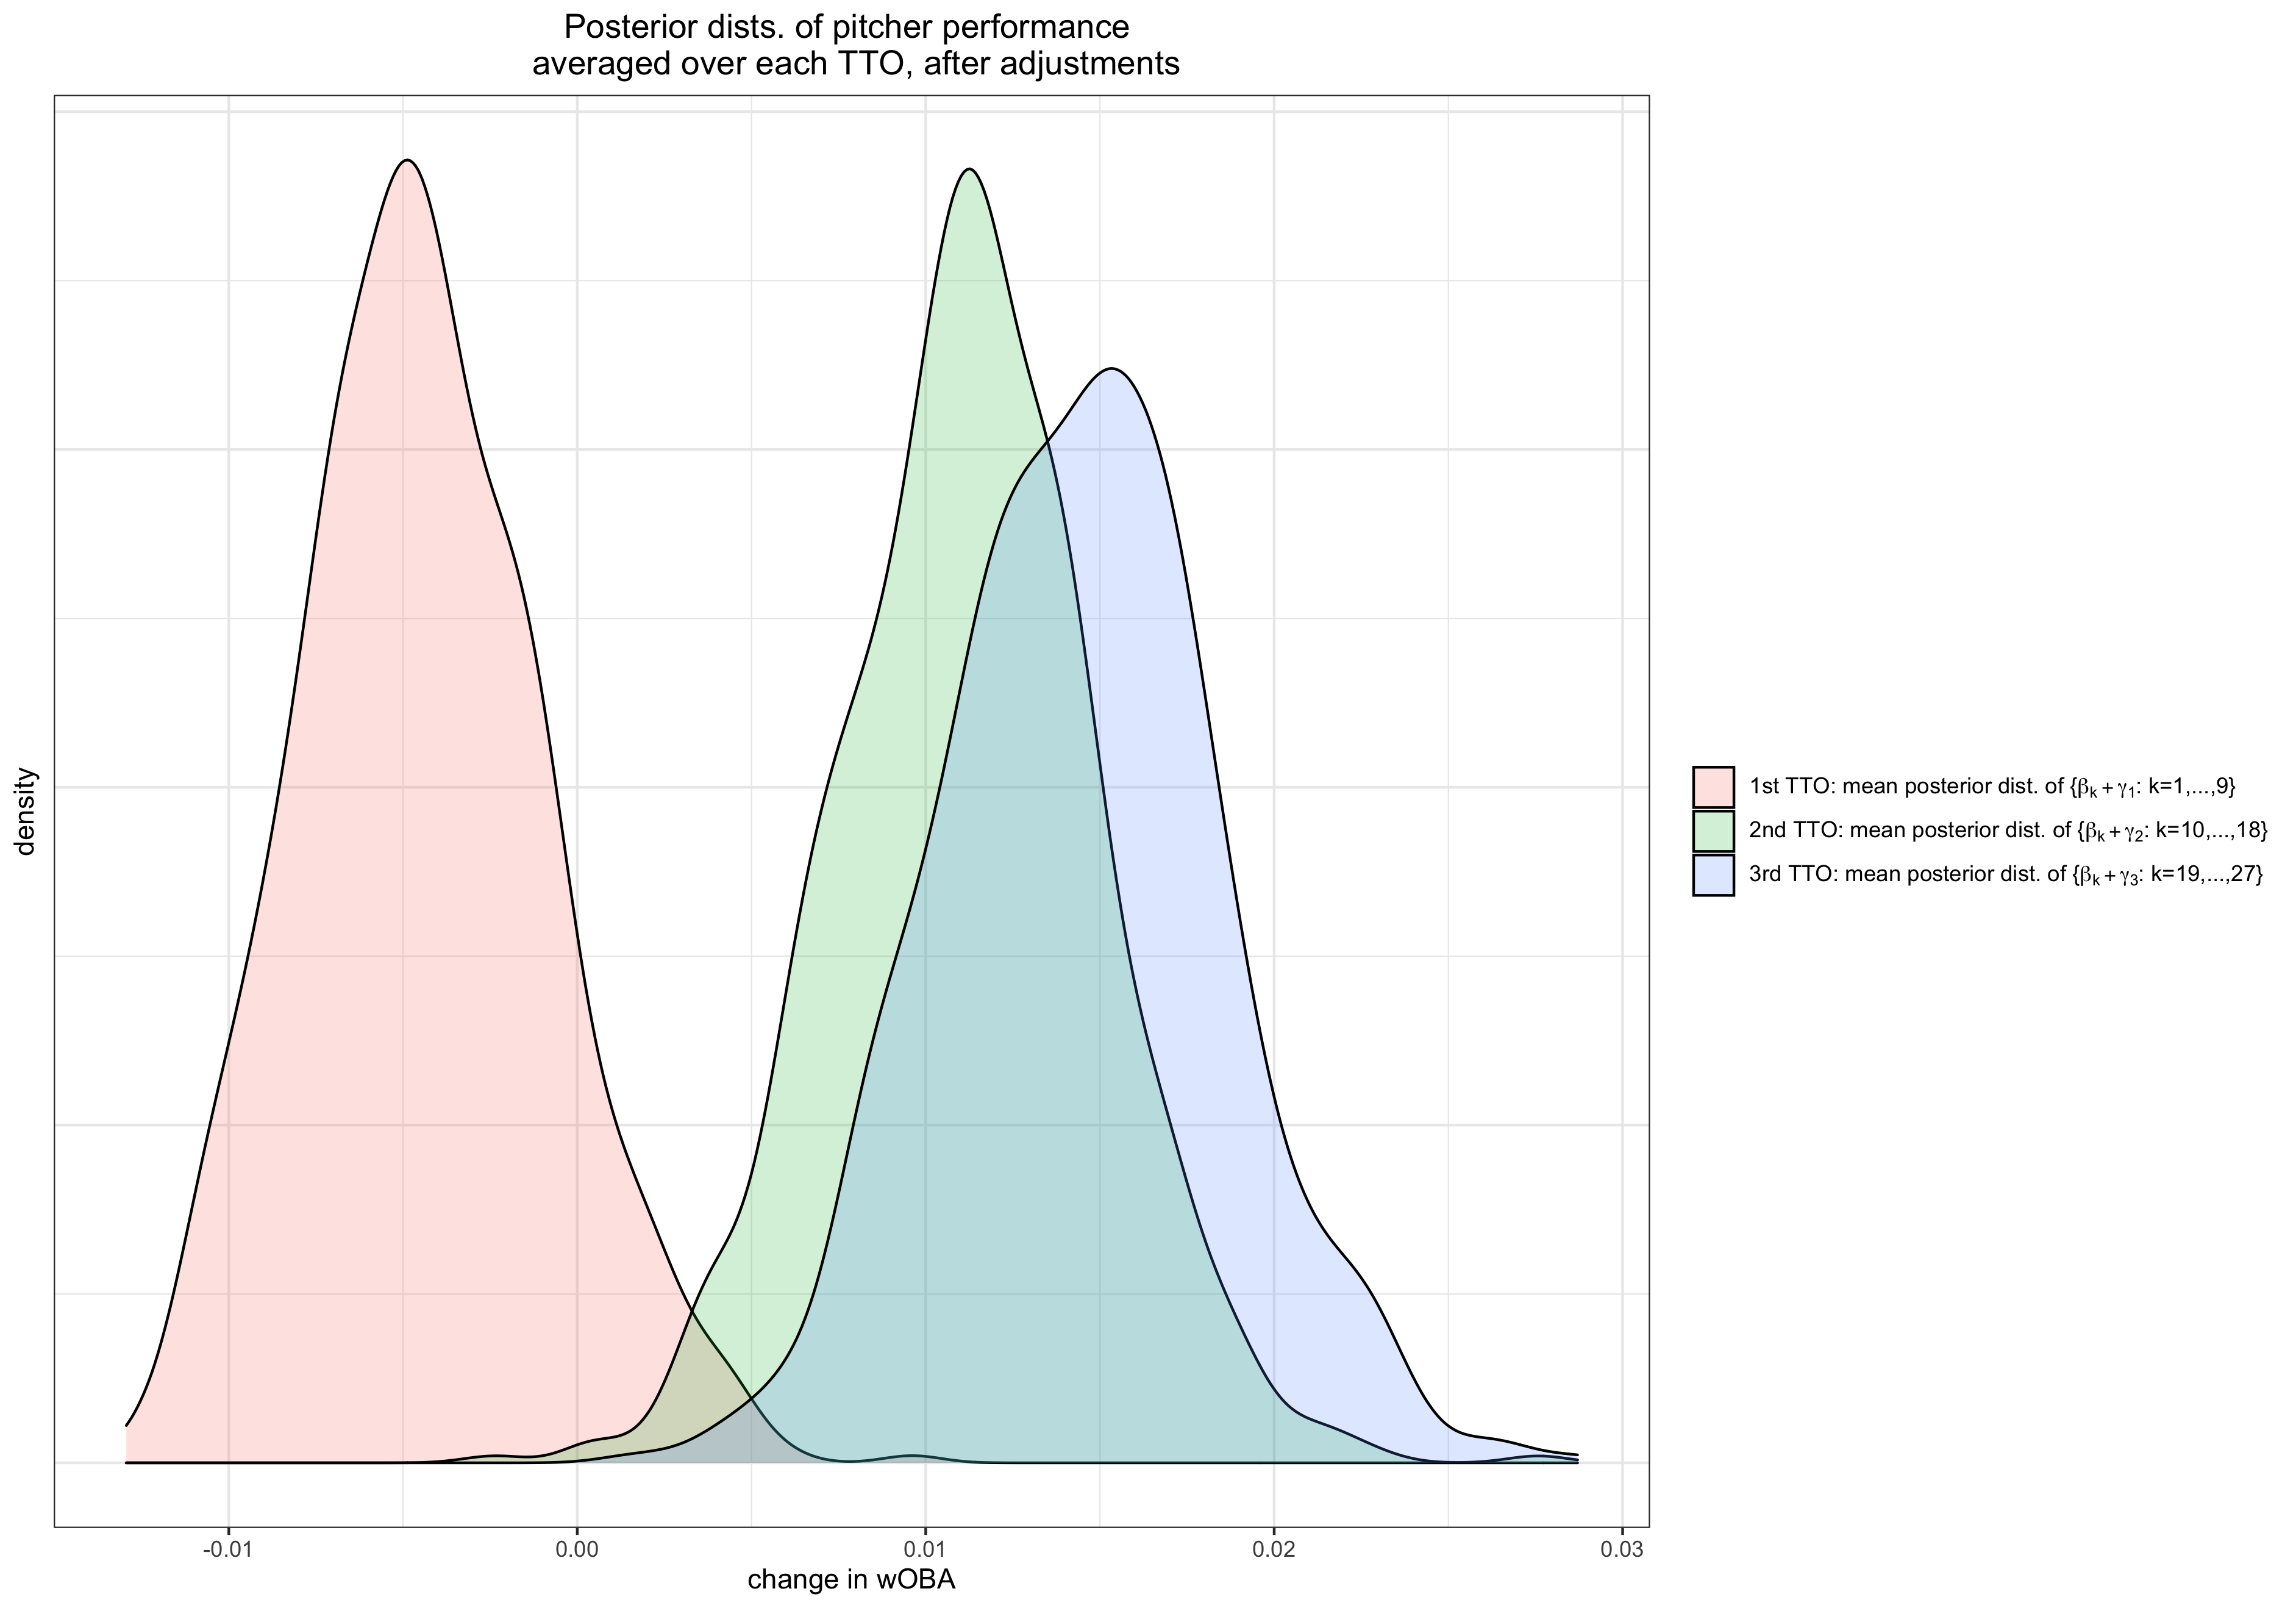 Posterior dists. of pitcher performance
averaged over each TTO, after adjustments
density
-0.01
0.00
0.01
0.02
0.03
change in wOBA
1st TTO: mean posterior dist. of {βk + γ1: k=1,...,9}
2nd TTO: mean posterior dist. of {βk + γ2: k=10,...,18}
3rd TTO: mean posterior dist. of {βk + γ3: k=19,...,27}